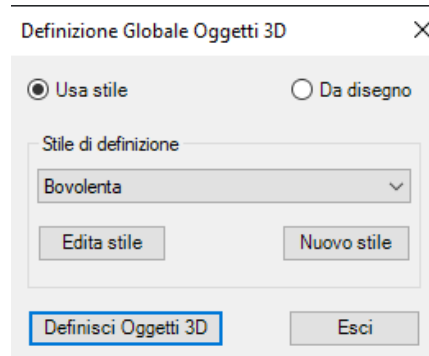 Definizione Globale Oggetti 3D
Usa stile Da disegno
Stile di definizione
Bovolenta
Edita stile Nuovo stile
Definisci Oggetti 3D Esci